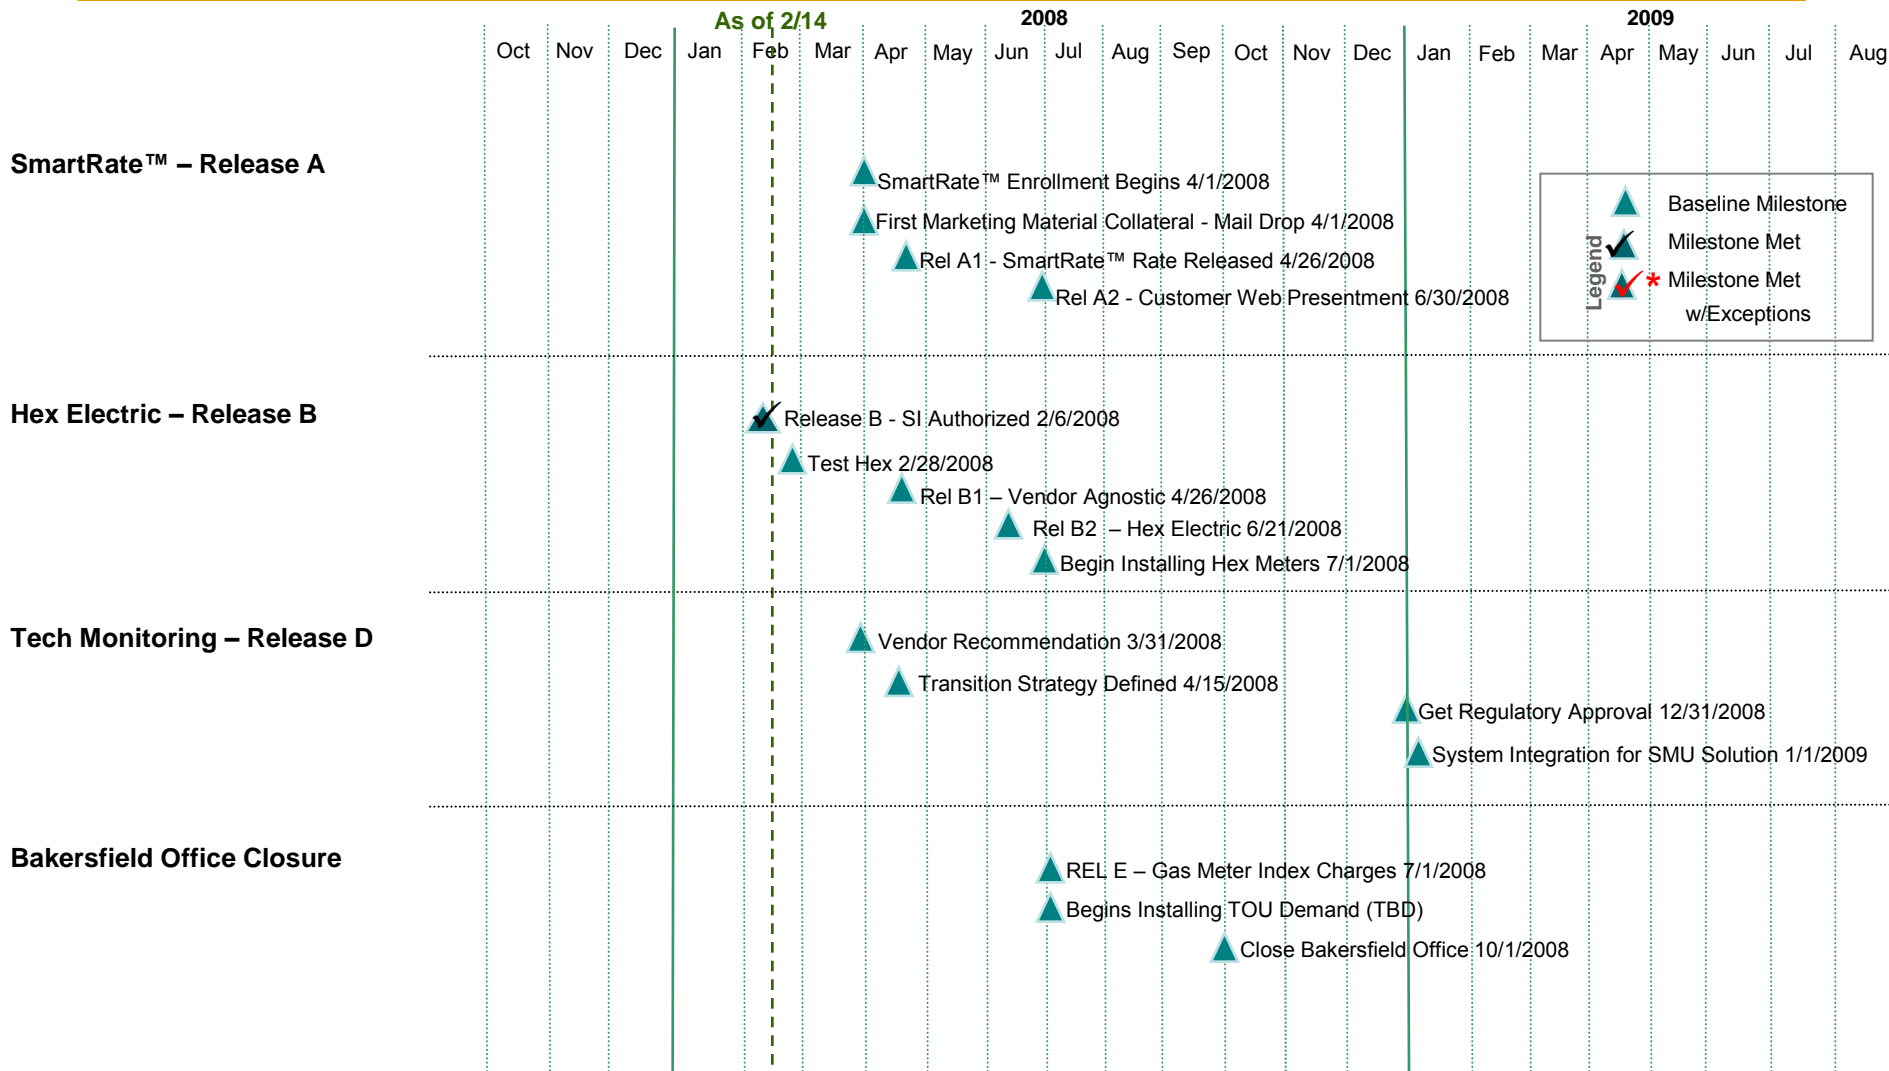 As of 2/14
2008
2009
Oct Nov Dec Jan Feb Mar Apr May Jun Jul Aug Sep Oct Nov Dec Jan Feb Mar Apr May Jun Jul Aug
SmartRate™ – Release A
SmartRate™ Enrollment Begins 4/1/2008
First Marketing Material Collateral - Mail Drop 4/1/2008
Rel A1 - SmartRate™ Rate Released 4/26/2008
Rel A2 - Customer Web Presentment 6/30/2008
Legend
Baseline Milestone
Milestone Met
* Milestone Met
w/Exceptions
Hex Electric – Release B
Release B - SI Authorized 2/6/2008
Test Hex 2/28/2008
Rel B1 – Vendor Agnostic 4/26/2008
Rel B2 – Hex Electric 6/21/2008
Begin Installing Hex Meters 7/1/2008
Tech Monitoring – Release D
Vendor Recommendation 3/31/2008
Transition Strategy Defined 4/15/2008
Get Regulatory Approval 12/31/2008
System Integration for SMU Solution 1/1/2009
Bakersfield Office Closure
REL E – Gas Meter Index Charges 7/1/2008
Begins Installing TOU Demand (TBD)
Close Bakersfield Office 10/1/2008